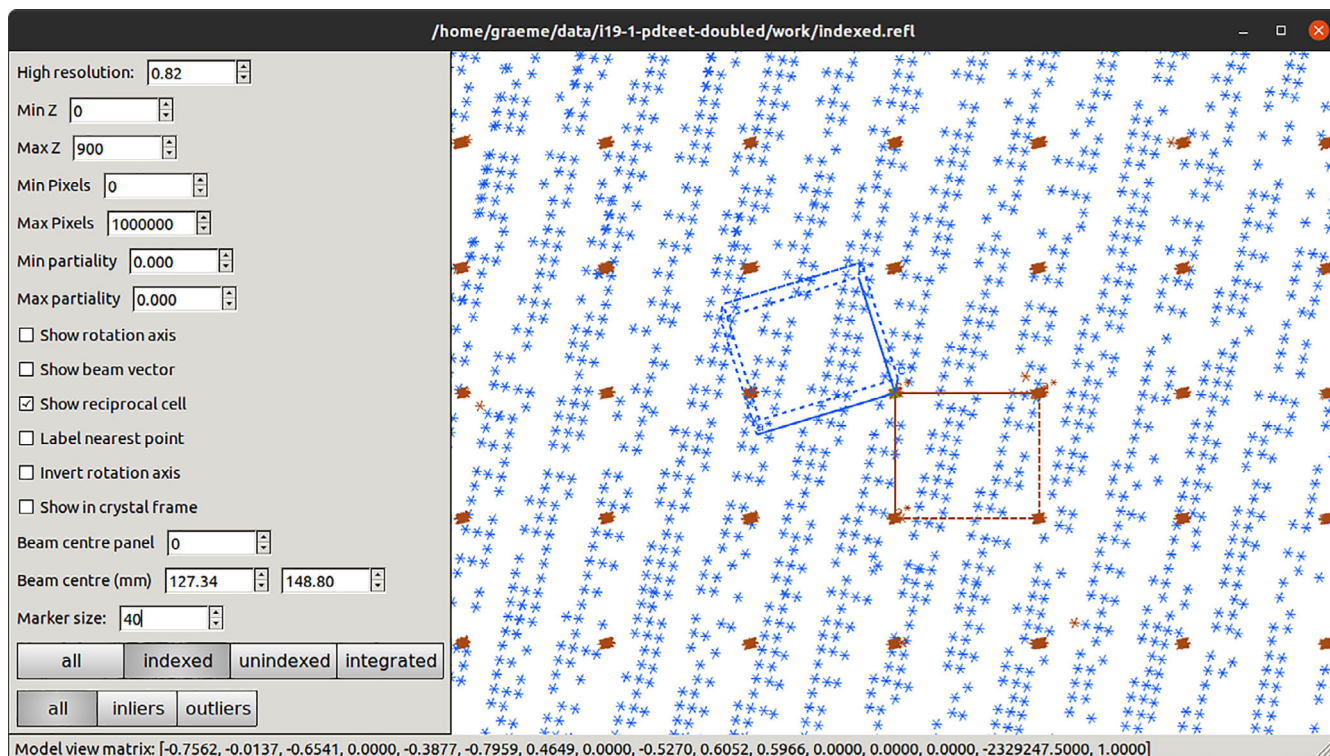 /home/graeme/data/i19-1-pdteet-doubled/work/indexed.refl
High resolution: 0.82
Min Z 0
Max Z 900
Min Pixels 0
Max Pixels 1000000
Min partiality 0.000
Max partiality 0.000
Show rotation axis
Show beam vector
Show reciprocal cell
Label nearest point
Invert rotation axis
Show in crystal frame
Beam centre panel 0
Beam centre (mm) 127.34 148.80
Marker size: 40
all indexed unindexed integrated
all inliers outliers
Model view matrix: [-0.7562, -0.0137, -0.6541, 0.0000, -0.3877, -0.7959, 0.4649, 0.0000, -0.5270, 0.6052, 0.5966, 0.0000, 0.0000, 0.0000, -2329247.5000, 1.0000]